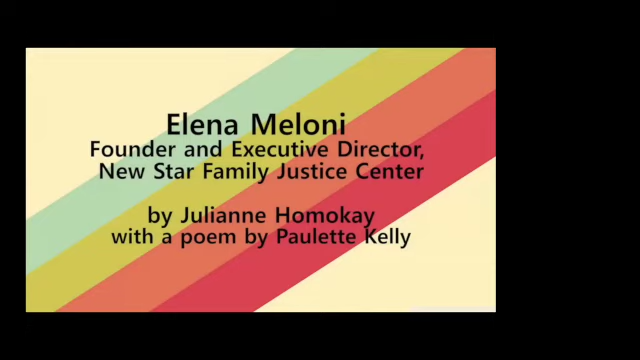 Elena Meloni
Founder and Executive Director,
New Star Family Justice Center
by Julianne Homokay
with a poem by Paulette Kelly